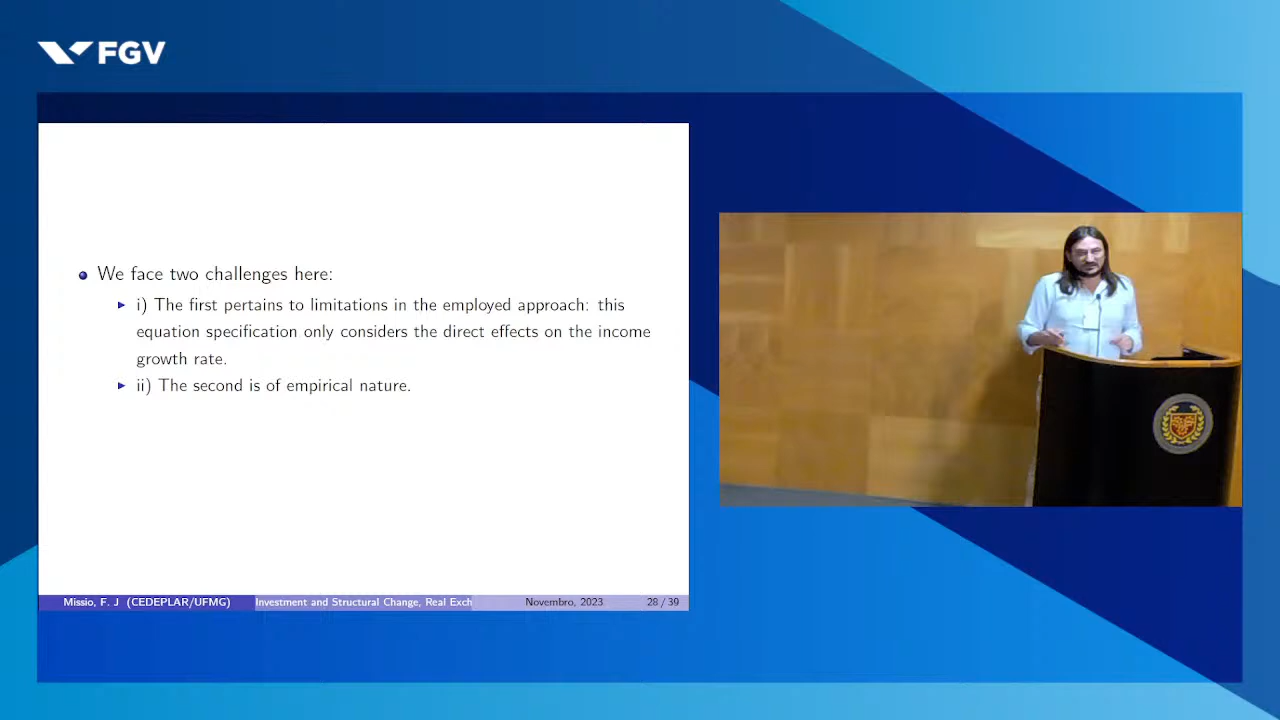 FGV
We face two challenges here:
i) The first pertains to limitations in the employed approach: this
equation specification only considers the direct effects on the income
growth rate.
ii) The second is of empirical nature.
Missio, F. J (CEDEPLAR/UFMG) Investment and Structural Change, Real Exch Novembro, 2023 28 / 39